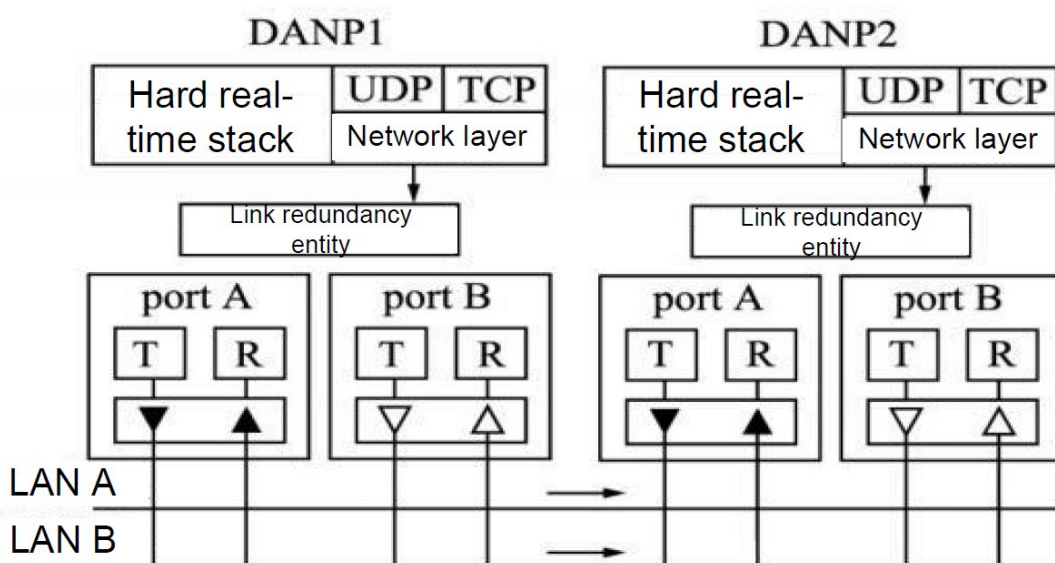 DANP1
Hard real-
time stack
UDP
TCP
Network layer
Link redundancy
entity
port A
T
R
port B
T
R
DANP2
Hard real-
time stack
UDP
TCP
Network layer
Link redundancy
entity
port A
T
R
port B
T
R
LAN A
LAN B